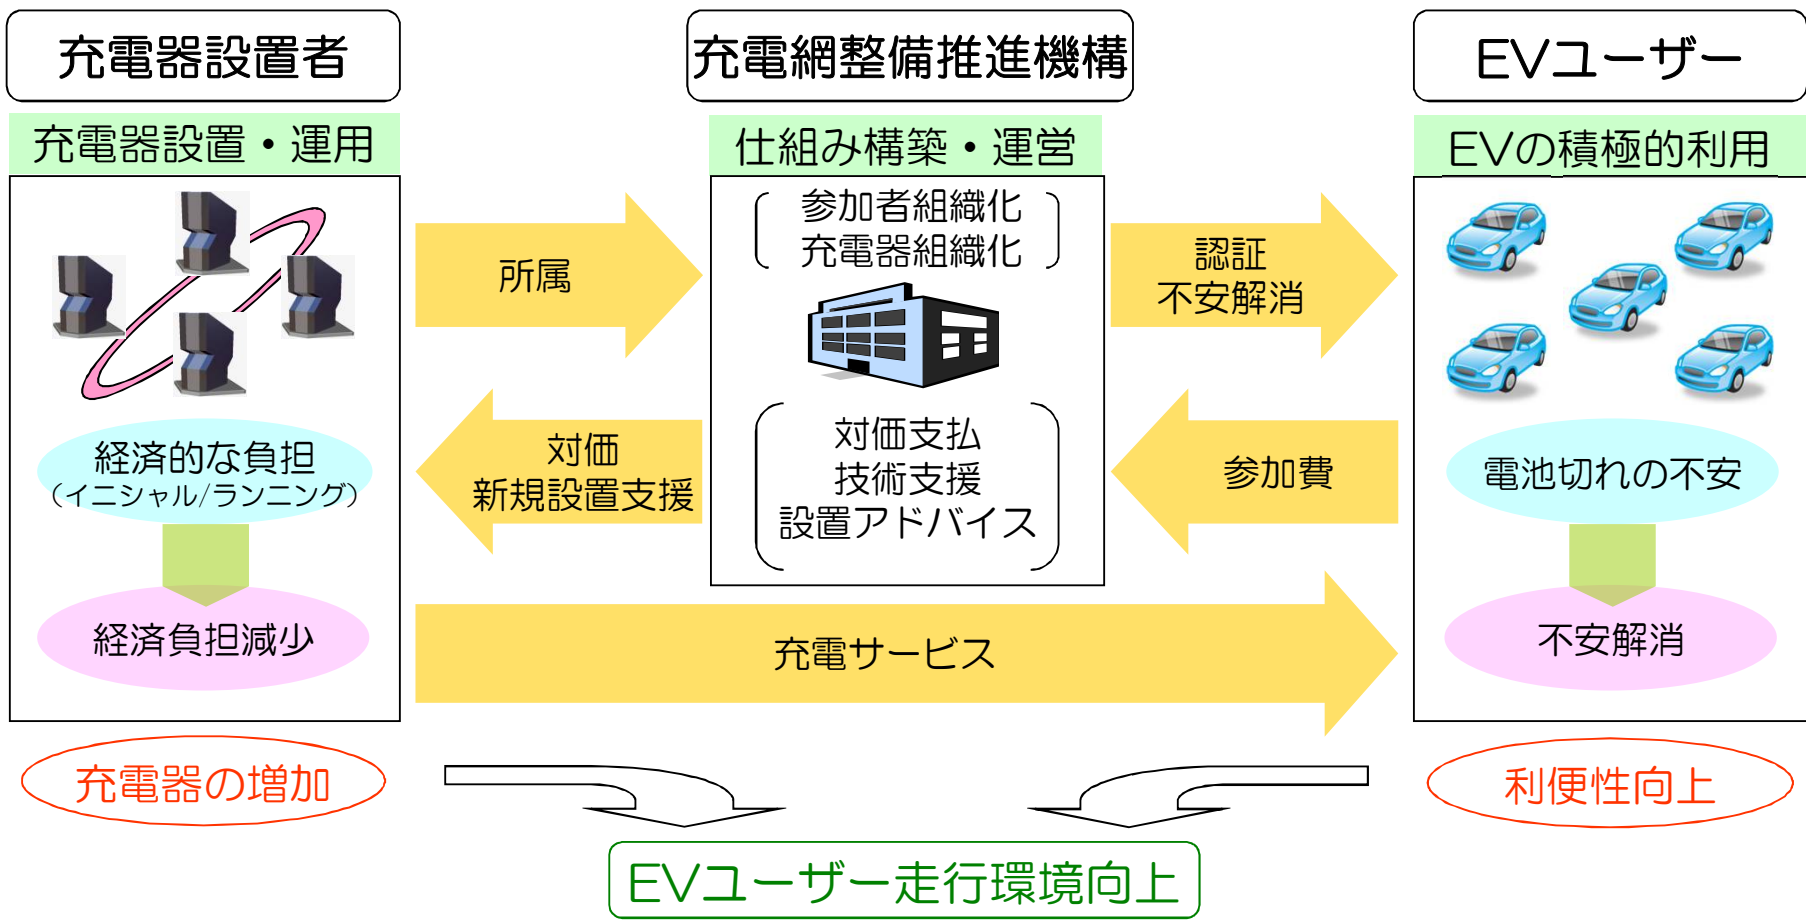 充電器設置者
充電網整備推進機構
EVユーザー
充電器設置・運用
仕組み構築・運営
EVの積極的利用
参加者組織化
充電器組織化
所属
認証
不安解消
経済的な負担
（イニシャル/ランニング）
対価
新規設置支援
対価支払
技術支援
設置アドバイス
参加費
電池切れの不安
経済負担減少
充電サービス
不安解消
充電器の増加
利便性向上
EVユーザー走行環境向上